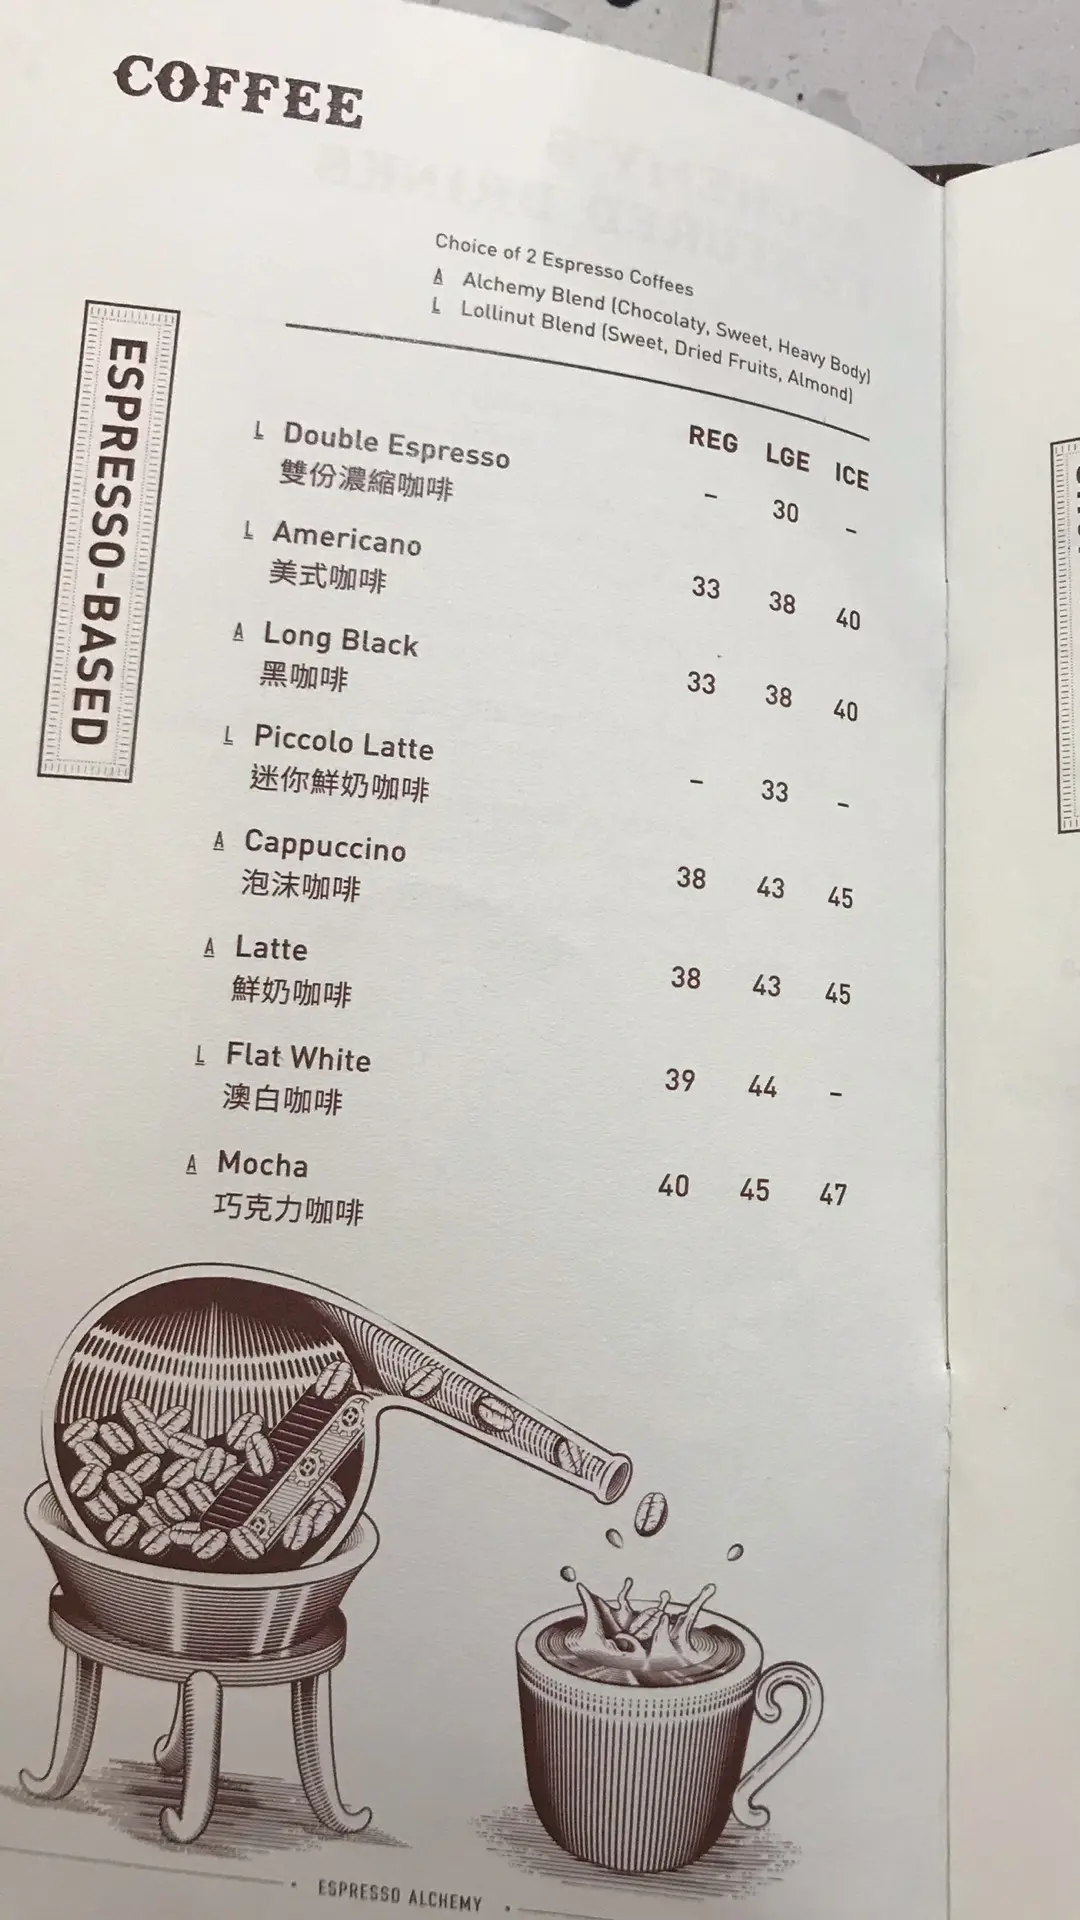 COFFEE
Choice of 2 Espresso Coffees
A Alchemy Blend (Chocolaty, Sweet, Heavy Body)
L Lollinut Blend (Sweet, Dried Fruits, Almond)
ESPRESSO-BASED
REG LGE ICE
L Double Espresso - 30 -
雙份濃縮咖啡
L Americano 33 38 40
美式咖啡
A Long Black 33 38 40
黑咖啡
L Piccolo Latte - 33 -
迷你鮮奶咖啡
A Cappuccino 38 43 45
泡沫咖啡
A Latte 38 43 45
鮮奶咖啡
L Flat White 39 44 -
澳白咖啡
A Mocha 40 45 47
巧克力咖啡
ESPRESSO ALCHEMY